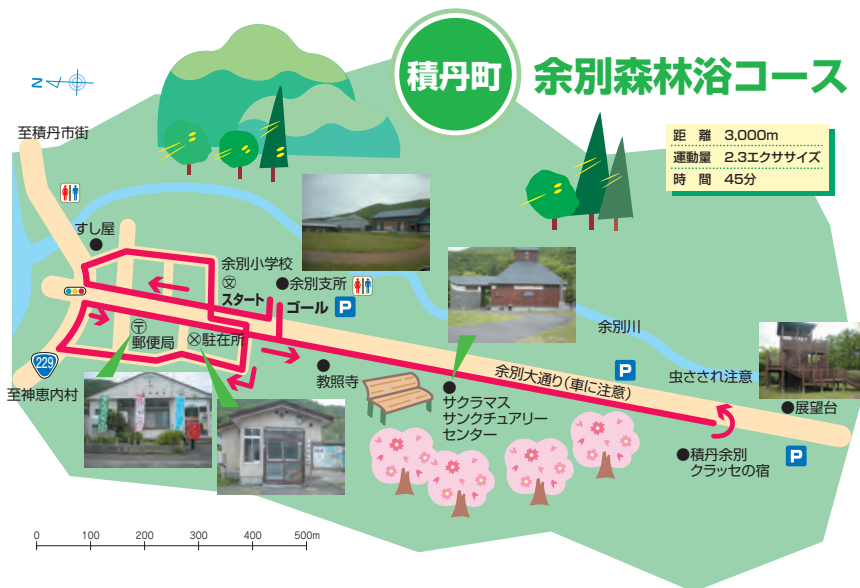 積丹町
余別森林浴コース
距 離 3,000m
運動量 2.3エクササイズ
時 間 45分
N
至積丹市街
すし屋
余別小学校
文
余別支所
スタート
ゴール
P
〒
郵便局
駐在所
229
至神恵内村
教照寺
余別川
余別大通り(車に注意)
P
虫さされ注意
展望台
サクラマス
サンクチュアリー
センター
積丹余別
クラッセの宿
P
0 100 200 300 400 500m